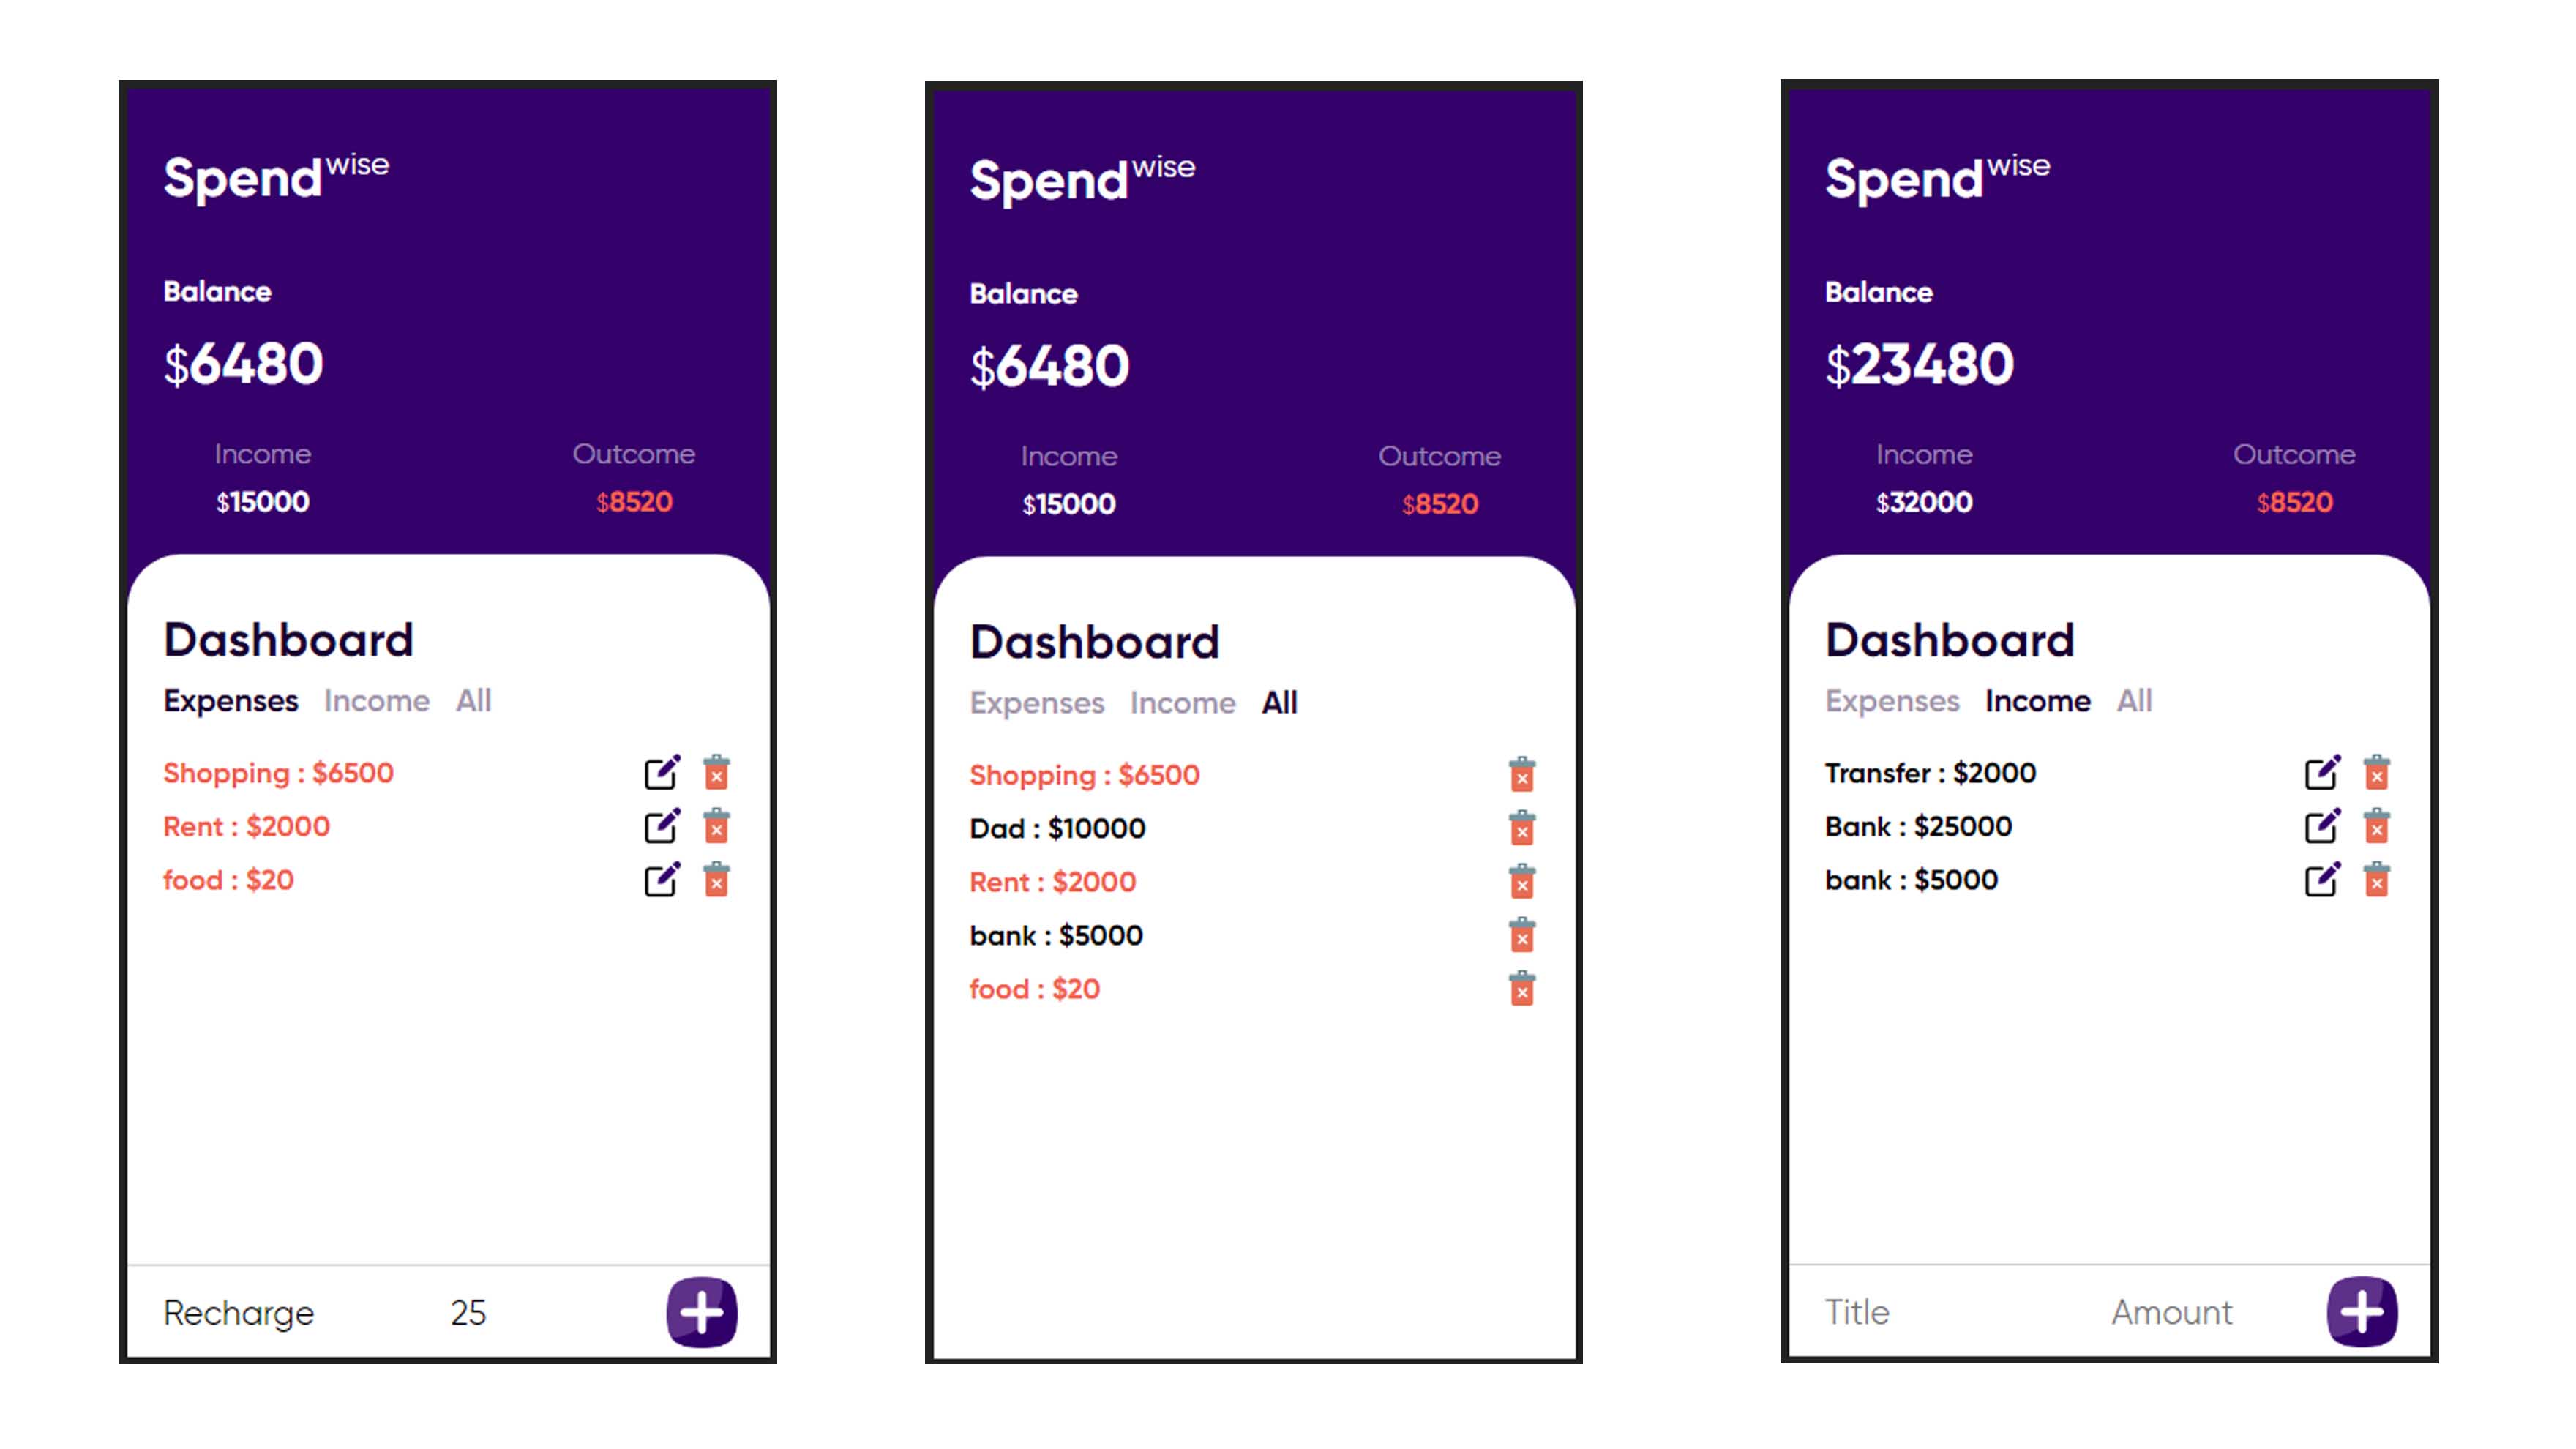 Spend wise
Balance
$6480
Income Outcome
$15000 $8520
Dashboard
Expenses Income All
Shopping : $6500
Rent : $2000
food : $20
Recharge 25
Spend wise
Balance
$6480
Income Outcome
$15000 $8520
Dashboard
Expenses Income All
Shopping : $6500
Dad : $10000
Rent : $2000
bank : $5000
food : $20
Spend wise
Balance
$23480
Income Outcome
$32000 $8520
Dashboard
Expenses Income All
Transfer : $2000
Bank : $25000
bank : $5000
Title Amount